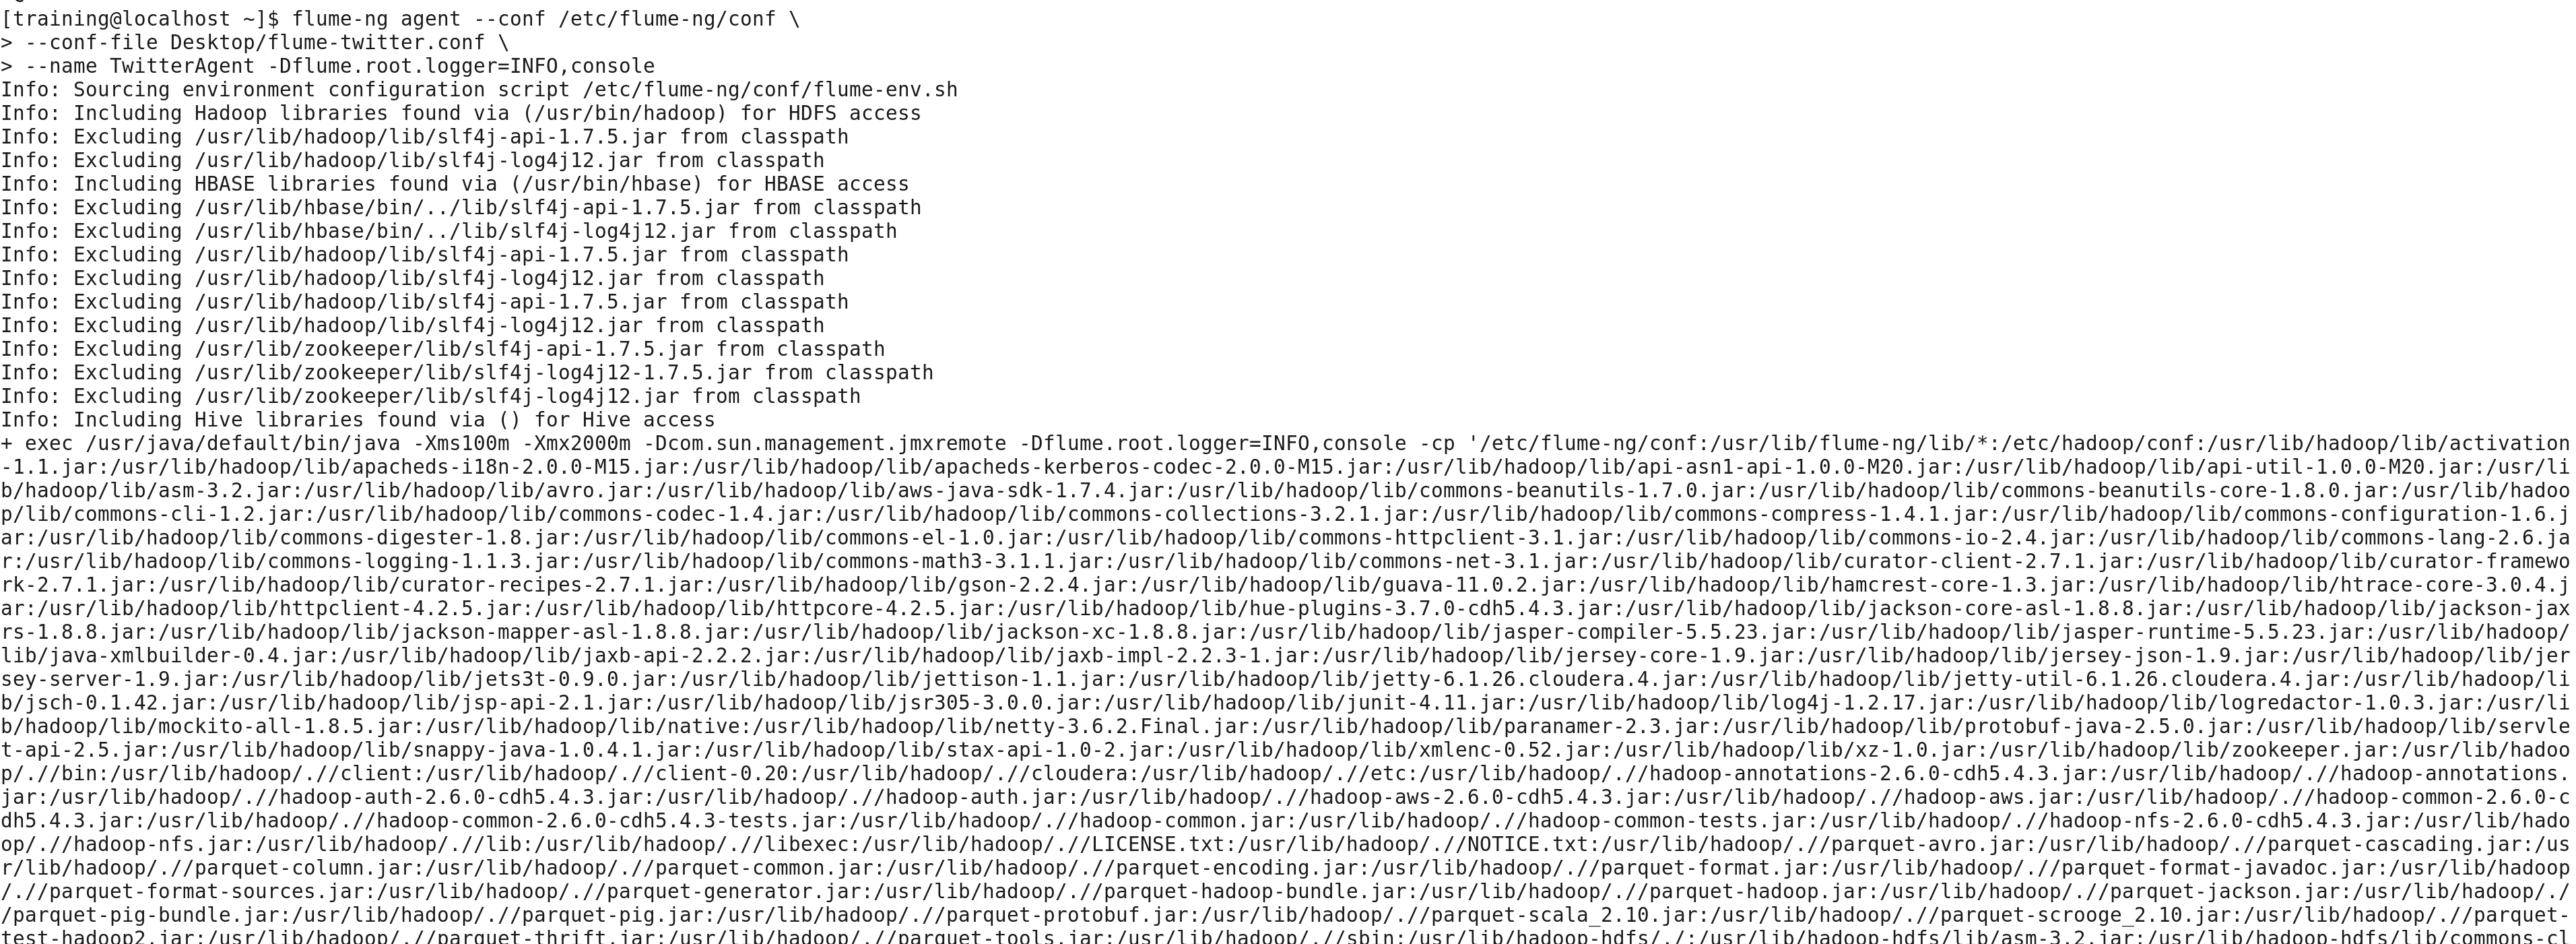 [training@localhost ~]$ flume-ng agent --conf /etc/flume-ng/conf \
> --conf-file Desktop/flume-twitter.conf \
> --name TwitterAgent -Dflume.root.logger=INFO,console
Info: Sourcing environment configuration script /etc/flume-ng/conf/flume-env.sh
Info: Including Hadoop libraries found via (/usr/bin/hadoop) for HDFS access
Info: Excluding /usr/lib/hadoop/lib/slf4j-api-1.7.5.jar from classpath
Info: Excluding /usr/lib/hadoop/lib/slf4j-log4j12.jar from classpath
Info: Including HBASE libraries found via (/usr/bin/hbase) for HBASE access
Info: Excluding /usr/lib/hbase/bin/../lib/slf4j-api-1.7.5.jar from classpath
Info: Excluding /usr/lib/hbase/bin/../lib/slf4j-log4j12.jar from classpath
Info: Excluding /usr/lib/hadoop/lib/slf4j-api-1.7.5.jar from classpath
Info: Excluding /usr/lib/hadoop/lib/slf4j-log4j12.jar from classpath
Info: Excluding /usr/lib/hadoop/lib/slf4j-api-1.7.5.jar from classpath
Info: Excluding /usr/lib/hadoop/lib/slf4j-log4j12.jar from classpath
Info: Excluding /usr/lib/zookeeper/lib/slf4j-api-1.7.5.jar from classpath
Info: Excluding /usr/lib/zookeeper/lib/slf4j-log4j12-1.7.5.jar from classpath
Info: Excluding /usr/lib/zookeeper/lib/slf4j-log4j12.jar from classpath
Info: Including Hive libraries found via () for Hive access
+ exec /usr/java/default/bin/java -Xms100m -Xmx2000m -Dcom.sun.management.jmxremote -Dflume.root.logger=INFO,console -cp '/etc/flume-ng/conf:/usr/lib/flume-ng/lib/*:/etc/hadoop/conf:/usr/lib/hadoop/lib/activation
-1.1.jar:/usr/lib/hadoop/lib/apacheds-i18n-2.0.0-M15.jar:/usr/lib/hadoop/lib/apacheds-kerberos-codec-2.0.0-M15.jar:/usr/lib/hadoop/lib/api-asn1-api-1.0.0-M20.jar:/usr/lib/hadoop/lib/api-util-1.0.0-M20.jar:/usr/li
b/hadoop/lib/asm-3.2.jar:/usr/lib/hadoop/lib/avro.jar:/usr/lib/hadoop/lib/aws-java-sdk-1.7.4.jar:/usr/lib/hadoop/lib/commons-beanutils-1.7.0.jar:/usr/lib/hadoop/lib/commons-beanutils-core-1.8.0.jar:/usr/lib/hadoo
p/lib/commons-cli-1.2.jar:/usr/lib/hadoop/lib/commons-codec-1.4.jar:/usr/lib/hadoop/lib/commons-collections-3.2.1.jar:/usr/lib/hadoop/lib/commons-compress-1.4.1.jar:/usr/lib/hadoop/lib/commons-configuration-1.6.j
ar:/usr/lib/hadoop/lib/commons-digester-1.8.jar:/usr/lib/hadoop/lib/commons-el-1.0.jar:/usr/lib/hadoop/lib/commons-httpclient-3.1.jar:/usr/lib/hadoop/lib/commons-io-2.4.jar:/usr/lib/hadoop/lib/commons-lang-2.6.ja
r:/usr/lib/hadoop/lib/commons-logging-1.1.3.jar:/usr/lib/hadoop/lib/commons-math3-3.1.1.jar:/usr/lib/hadoop/lib/commons-net-3.1.jar:/usr/lib/hadoop/lib/curator-client-2.7.1.jar:/usr/lib/hadoop/lib/curator-framewo
rk-2.7.1.jar:/usr/lib/hadoop/lib/curator-recipes-2.7.1.jar:/usr/lib/hadoop/lib/gson-2.2.4.jar:/usr/lib/hadoop/lib/guava-11.0.2.jar:/usr/lib/hadoop/lib/hamcrest-core-1.3.jar:/usr/lib/hadoop/lib/htrace-core-3.0.4.j
ar:/usr/lib/hadoop/lib/httpclient-4.2.5.jar:/usr/lib/hadoop/lib/httpcore-4.2.5.jar:/usr/lib/hadoop/lib/hue-plugins-3.7.0-cdh5.4.3.jar:/usr/lib/hadoop/lib/jackson-core-asl-1.8.8.jar:/usr/lib/hadoop/lib/jackson-jax
rs-1.8.8.jar:/usr/lib/hadoop/lib/jackson-mapper-asl-1.8.8.jar:/usr/lib/hadoop/lib/jackson-xc-1.8.8.jar:/usr/lib/hadoop/lib/jasper-compiler-5.5.23.jar:/usr/lib/hadoop/lib/jasper-runtime-5.5.23.jar:/usr/lib/hadoop/
lib/java-xmlbuilder-0.4.jar:/usr/lib/hadoop/lib/jaxb-api-2.2.2.jar:/usr/lib/hadoop/lib/jaxb-impl-2.2.3-1.jar:/usr/lib/hadoop/lib/jersey-core-1.9.jar:/usr/lib/hadoop/lib/jersey-json-1.9.jar:/usr/lib/hadoop/lib/jer
sey-server-1.9.jar:/usr/lib/hadoop/lib/jets3t-0.9.0.jar:/usr/lib/hadoop/lib/jettison-1.1.jar:/usr/lib/hadoop/lib/jetty-6.1.26.cloudera.4.jar:/usr/lib/hadoop/lib/jetty-util-6.1.26.cloudera.4.jar:/usr/lib/hadoop/li
b/jsch-0.1.42.jar:/usr/lib/hadoop/lib/jsp-api-2.1.jar:/usr/lib/hadoop/lib/jsr305-3.0.0.jar:/usr/lib/hadoop/lib/junit-4.11.jar:/usr/lib/hadoop/lib/log4j-1.2.17.jar:/usr/lib/hadoop/lib/logredactor-1.0.3.jar:/usr/li
b/hadoop/lib/mockito-all-1.8.5.jar:/usr/lib/hadoop/lib/native:/usr/lib/hadoop/lib/netty-3.6.2.Final.jar:/usr/lib/hadoop/lib/paranamer-2.3.jar:/usr/lib/hadoop/lib/protobuf-java-2.5.0.jar:/usr/lib/hadoop/lib/servle
t-api-2.5.jar:/usr/lib/hadoop/lib/snappy-java-1.0.4.1.jar:/usr/lib/hadoop/lib/stax-api-1.0-2.jar:/usr/lib/hadoop/lib/xmlenc-0.52.jar:/usr/lib/hadoop/lib/xz-1.0.jar:/usr/lib/hadoop/lib/zookeeper.jar:/usr/lib/hadoo
p/.//bin:/usr/lib/hadoop/.//client:/usr/lib/hadoop/.//client-0.20:/usr/lib/hadoop/.//cloudera:/usr/lib/hadoop/.//etc:/usr/lib/hadoop/.//hadoop-annotations-2.6.0-cdh5.4.3.jar:/usr/lib/hadoop/.//hadoop-annotations.
jar:/usr/lib/hadoop/.//hadoop-auth-2.6.0-cdh5.4.3.jar:/usr/lib/hadoop/.//hadoop-auth.jar:/usr/lib/hadoop/.//hadoop-aws-2.6.0-cdh5.4.3.jar:/usr/lib/hadoop/.//hadoop-aws.jar:/usr/lib/hadoop/.//hadoop-common-2.6.0-c
dh5.4.3.jar:/usr/lib/hadoop/.//hadoop-common-2.6.0-cdh5.4.3-tests.jar:/usr/lib/hadoop/.//hadoop-common.jar:/usr/lib/hadoop/.//hadoop-common-tests.jar:/usr/lib/hadoop/.//hadoop-nfs-2.6.0-cdh5.4.3.jar:/usr/lib/hado
op/.//hadoop-nfs.jar:/usr/lib/hadoop/.//lib:/usr/lib/hadoop/.//libexec:/usr/lib/hadoop/.//LICENSE.txt:/usr/lib/hadoop/.//NOTICE.txt:/usr/lib/hadoop/.//parquet-avro.jar:/usr/lib/hadoop/.//parquet-cascading.jar:/us
r/lib/hadoop/.//parquet-column.jar:/usr/lib/hadoop/.//parquet-common.jar:/usr/lib/hadoop/.//parquet-encoding.jar:/usr/lib/hadoop/.//parquet-format.jar:/usr/lib/hadoop/.//parquet-format-javadoc.jar:/usr/lib/hadoop
/.//parquet-format-sources.jar:/usr/lib/hadoop/.//parquet-generator.jar:/usr/lib/hadoop/.//parquet-hadoop-bundle.jar:/usr/lib/hadoop/.//parquet-hadoop.jar:/usr/lib/hadoop/.//parquet-jackson.jar:/usr/lib/hadoop/./
/parquet-pig-bundle.jar:/usr/lib/hadoop/.//parquet-pig.jar:/usr/lib/hadoop/.//parquet-protobuf.jar:/usr/lib/hadoop/.//parquet-scala_2.10.jar:/usr/lib/hadoop/.//parquet-scrooge_2.10.jar:/usr/lib/hadoop/.//parquet-
test-hadoop2.jar:/usr/lib/hadoop/.//parquet-thrift.jar:/usr/lib/hadoop/.//parquet-tools.jar:/usr/lib/hadoop/.//sbin:/usr/lib/hadoop-hdfs/./:/usr/lib/hadoop-hdfs/lib/asm-3.2.jar:/usr/lib/hadoop-hdfs/lib/commons-cl